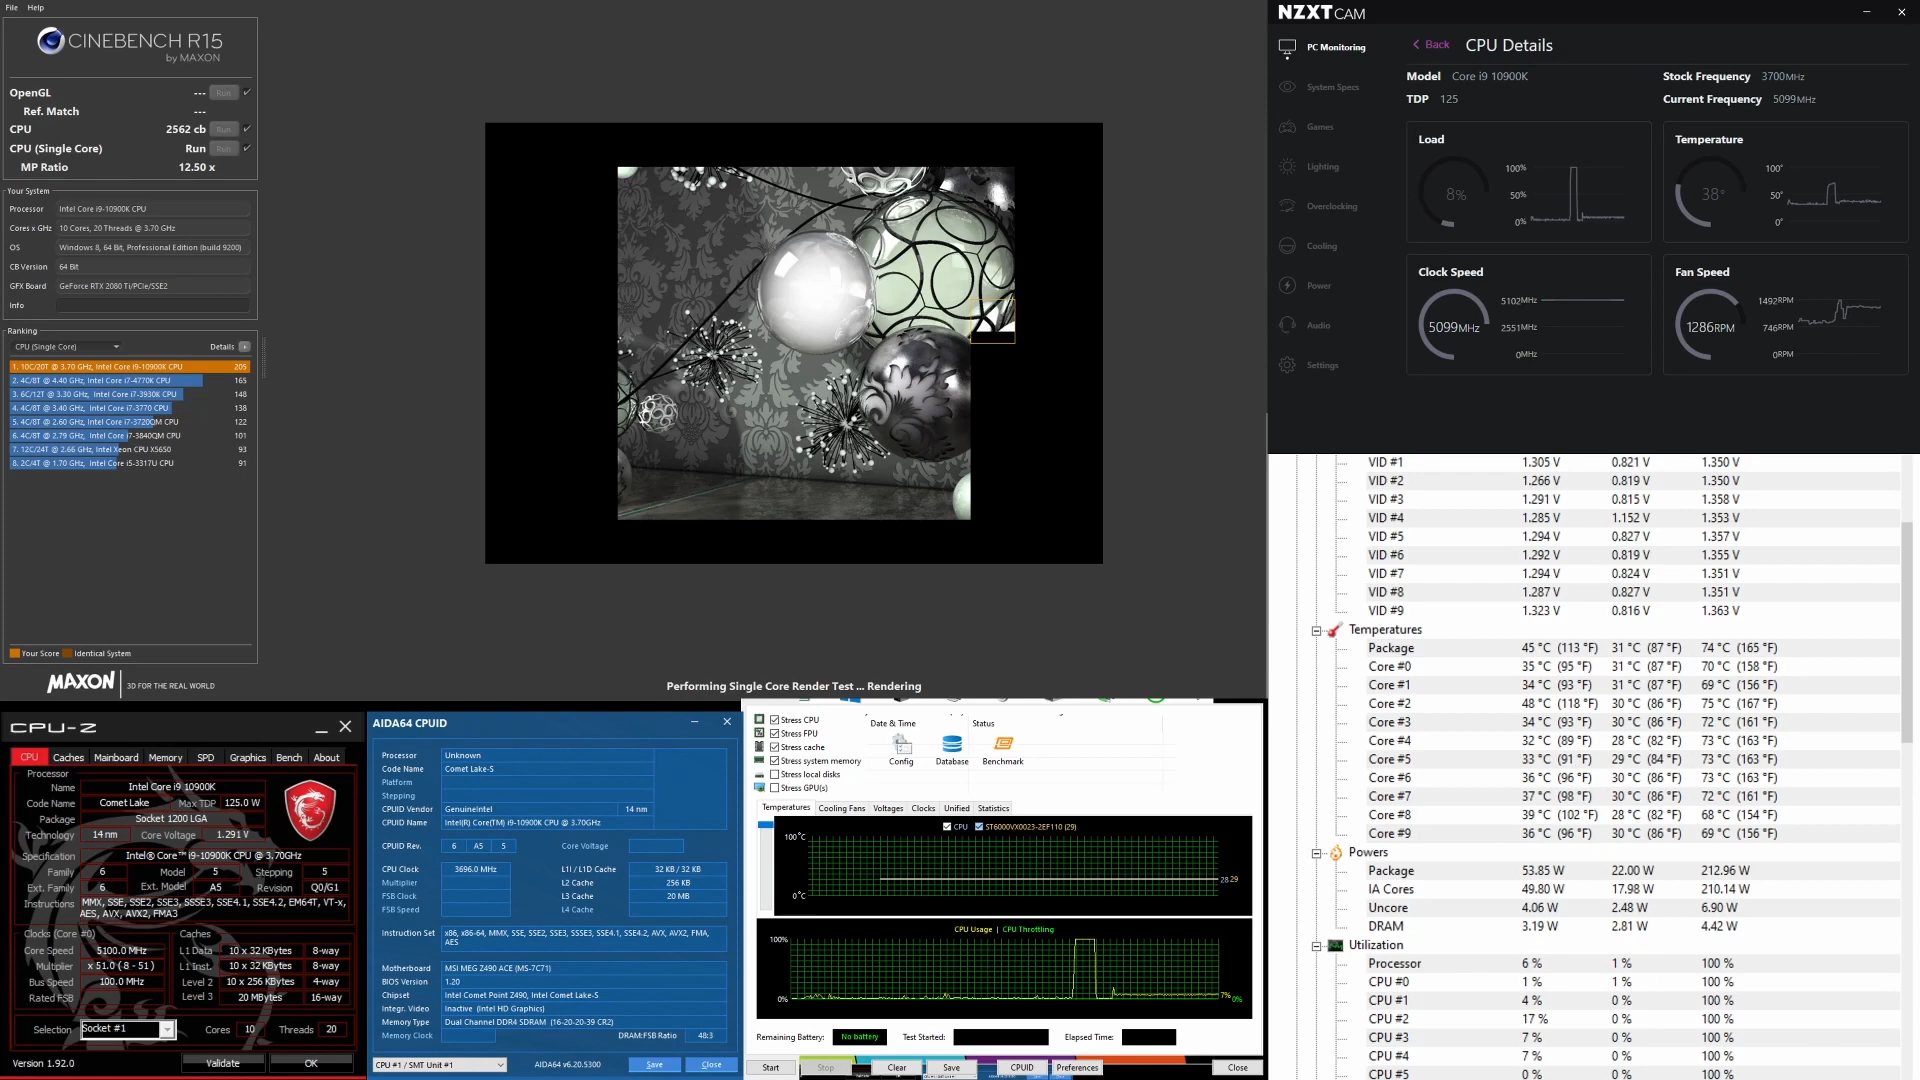 File Help
CINEBENCH R15
by MAXON
OpenGL --- Run
Ref. Match ---
CPU 2562 cb Run
CPU (Single Core) Run Run
MP Ratio 12.50 x
Your System
Processor Intel Core i9-10900K CPU
Cores x GHz 10 Cores, 20 Threads @ 3.70 GHz
OS Windows 8, 64 Bit, Professional Edition (build 9200)
CB Version 64 Bit
GFX Board GeForce RTX 2080 Ti/PCIe/SSE2
Info
Ranking
CPU (Single Core) Details
1. 10C/20T @ 3.70 GHz, Intel Core i9-10900K CPU 205
2. 4C/8T @ 4.40 GHz, Intel Core i7-4770K CPU 165
3. 6C/12T @ 3.30 GHz, Intel Core i7-3930K CPU 148
4. 4C/8T @ 3.40 GHz, Intel Core i7-3770 CPU 138
5. 4C/8T @ 2.60 GHz, Intel Core i7-3720QM CPU 122
6. 4C/8T @ 2.79 GHz, Intel Core i7-3840QM CPU 101
7. 12C/24T @ 2.66 GHz, Intel Xeon CPU X5650 93
8. 2C/4T @ 1.70 GHz, Intel Core i5-3317U CPU 91
Your Score Identical System
MAXON 3D FOR THE REAL WORLD
Performing Single Core Render Test ... Rendering
NZXT CAM
PC Monitoring
System Specs
Games
Lighting
Overclocking
Cooling
Power
Audio
Settings
Back CPU Details
Model Core i9 10900K Stock Frequency 3700MHz
TDP 125 Current Frequency 5099MHz
Load
8%
100%
50%
0%
Temperature
38°
100°
50°
0°
Clock Speed
5099MHz
5102MHz
2551MHz
0MHz
Fan Speed
1286RPM
1492RPM
746RPM
0RPM
VID #1 1.305 V 0.821 V 1.350 V
VID #2 1.266 V 0.819 V 1.350 V
VID #3 1.291 V 0.815 V 1.358 V
VID #4 1.285 V 1.152 V 1.353 V
VID #5 1.294 V 0.827 V 1.357 V
VID #6 1.292 V 0.819 V 1.355 V
VID #7 1.294 V 0.824 V 1.351 V
VID #8 1.287 V 0.827 V 1.351 V
VID #9 1.323 V 0.816 V 1.363 V
Temperatures
Package 45 °C (113 °F) 31 °C (87 °F) 74 °C (165 °F)
Core #0 35 °C (95 °F) 31 °C (87 °F) 70 °C (158 °F)
Core #1 34 °C (93 °F) 31 °C (87 °F) 69 °C (156 °F)
Core #2 48 °C (118 °F) 30 °C (86 °F) 75 °C (167 °F)
Core #3 34 °C (93 °F) 30 °C (86 °F) 72 °C (161 °F)
Core #4 32 °C (89 °F) 28 °C (82 °F) 73 °C (163 °F)
Core #5 33 °C (91 °F) 29 °C (84 °F) 73 °C (163 °F)
Core #6 36 °C (96 °F) 30 °C (86 °F) 73 °C (163 °F)
Core #7 37 °C (98 °F) 30 °C (86 °F) 72 °C (161 °F)
Core #8 39 °C (102 °F) 28 °C (82 °F) 68 °C (154 °F)
Core #9 36 °C (96 °F) 30 °C (86 °F) 69 °C (156 °F)
Powers
Package 53.85 W 22.00 W 212.96 W
IA Cores 49.80 W 17.98 W 210.14 W
Uncore 4.06 W 2.48 W 6.90 W
DRAM 3.19 W 2.81 W 4.42 W
Utilization
Processor 6 % 1 % 100 %
CPU #0 1 % 1 % 100 %
CPU #1 4 % 0 % 100 %
CPU #2 17 % 0 % 100 %
CPU #3 7 % 0 % 100 %
CPU #4 7 % 0 % 100 %
CPU #5 0 % 0 % 100 %
CPU-Z
CPU Caches Mainboard Memory SPD Graphics Bench About
Processor
Name Intel Core i9 10900K
Code Name Comet Lake Max TDP 125.0 W
Package Socket 1200 LGA
Technology 14 nm Core Voltage 1.291 V
Specification Intel® Core™ i9-10900K CPU @ 3.70GHz
Family 6 Model 5 Stepping 5
Ext. Family 6 Ext. Model A5 Revision Q0/G1
Instructions MMX, SSE, SSE2, SSE3, SSSE3, SSE4.1, SSE4.2, EM64T, VT-x,
AES, AVX, AVX2, FMA3
Clocks (Core #0) Caches
Core Speed 5100.0 MHz L1 Data 10 x 32 KBytes 8-way
Multiplier x 51.0 ( 8 - 51 ) L1 Inst. 10 x 32 KBytes 8-way
Bus Speed 100.0 MHz Level 2 10 x 256 KBytes 4-way
Rated FSB Level 3 20 MBytes 16-way
Selection Socket #1 Cores 10 Threads 20
Version 1.92.0 Validate OK
AIDA64 CPUID
Processor Unknown
Code Name Comet Lake-S
Platform
Stepping
CPUID Vendor GenuineIntel 14 nm
CPUID Name Intel(R) Core(TM) i9-10900K CPU @ 3.70GHz
CPUID Rev. 6 A5 5 Core Voltage
CPU Clock 3696.0 MHz L1I / L1D Cache 32 KB / 32 KB
Multiplier L2 Cache 256 KB
FSB Clock L3 Cache 20 MB
FSB Speed L4 Cache
Instruction Set x86, x86-64, MMX, SSE, SSE2, SSE3, SSSE3, SSE4.1, SSE4.2, AVX, AVX2, FMA,
AES
Motherboard MSI MEG Z490 ACE (MS-7C71)
BIOS Version 1.20
Chipset Intel Comet Point Z490, Intel Comet Lake-S
Integr. Video Inactive (Intel HD Graphics)
Memory Type Dual Channel DDR4 SDRAM (16-20-20-39 CR2)
Memory Clock DRAM:FSB Ratio 48:3
CPU #1 / SMT Unit #1 AIDA64 v6.20.5300 Save Close
Stress CPU
Stress FPU
Stress cache
Stress system memory
Stress local disks
Stress GPU(s)
Date & Time Status
Config Database Benchmark
Temperatures Cooling Fans Voltages Clocks Unified Statistics
CPU ST6000VX0023-2EF110 (29)
100°C
0°C
28 29
CPU Usage | CPU Throttling
100%
0%
7% 0%
Remaining Battery: No battery Test Started: Elapsed Time:
Start Stop Clear Save CPUID Preferences Close